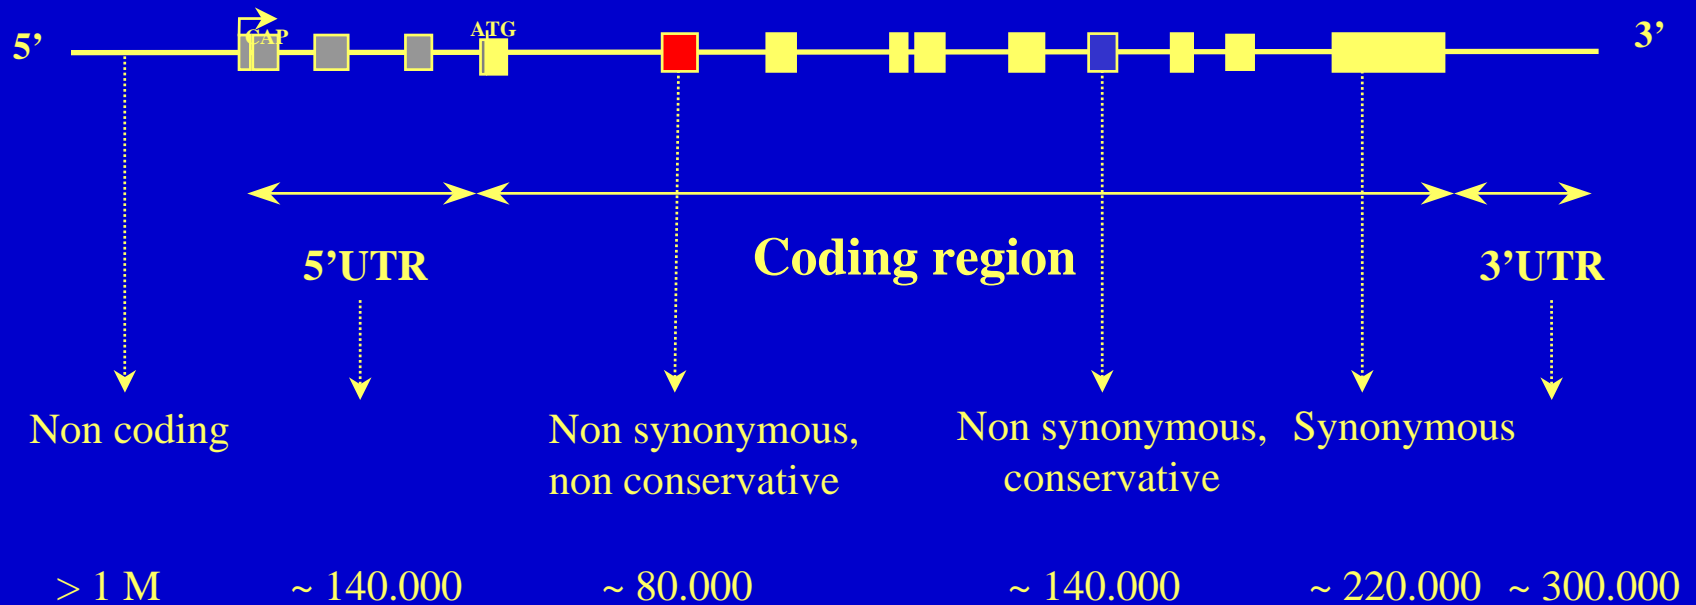 5’
CAP
ATG
3’
5’UTR
Coding region
3’UTR
Non coding
Non synonymous,
non conservative
Non synonymous,
conservative
Synonymous
> 1 M
~ 140.000
~ 80.000
~ 140.000
~ 220.000
~ 300.000